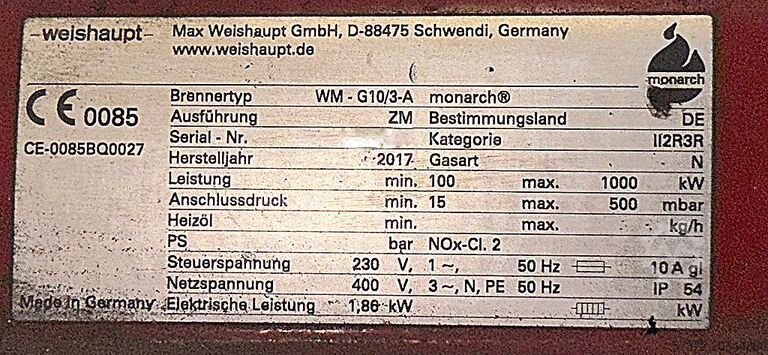 -weishaupt- Max Weishaupt GmbH, D-88475 Schwendi, Germany
www.weishaupt.de
monarch
CE 0085
CE-0085BQ0027
Brennertyp WM - G10/3-A monarch®
Ausführung ZM Bestimmungsland DE
Serial - Nr. Kategorie II2R3R
Herstelljahr 2017 Gasart N
Leistung min. 100 max. 1000 kW
Anschlussdruck min. 15 max. 500 mbar
Heizöl min. max. kg/h
PS bar NOx-Cl. 2
Steuerspannung 230 V, 1 ~, 50 Hz 10 A gl
Netzspannung 400 V, 3 ~, N, PE 50 Hz IP 54
Made in Germany Elektrische Leistung 1,86 kW kW